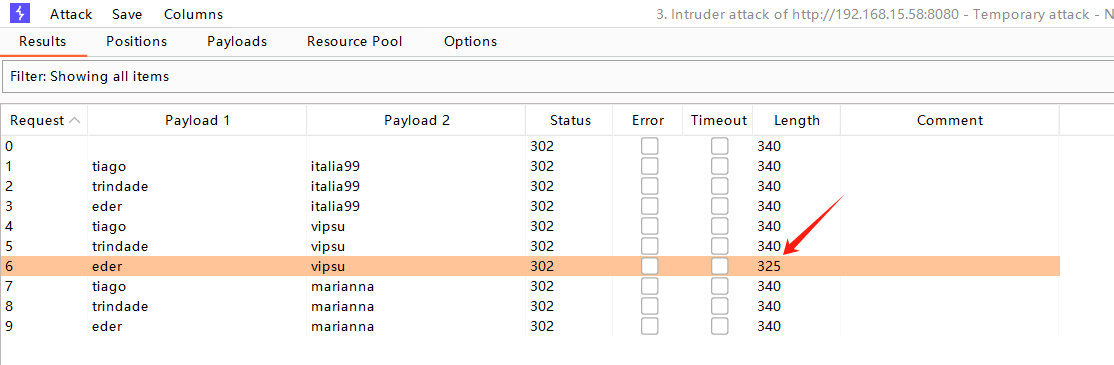 Attack Save Columns 3. Intruder attack of http://192.168.15.58:8080 - Temporary attack - N
Results Positions Payloads Resource Pool Options
Filter: Showing all items
Request Payload 1 Payload 2 Status Error Timeout Length Comment
0 302 340
1 tiago italia99 302 340
2 trindade italia99 302 340
3 eder italia99 302 340
4 tiago vipsu 302 340
5 trindade vipsu 302 340
6 eder vipsu 302 325
7 tiago marianna 302 340
8 trindade marianna 302 340
9 eder marianna 302 340